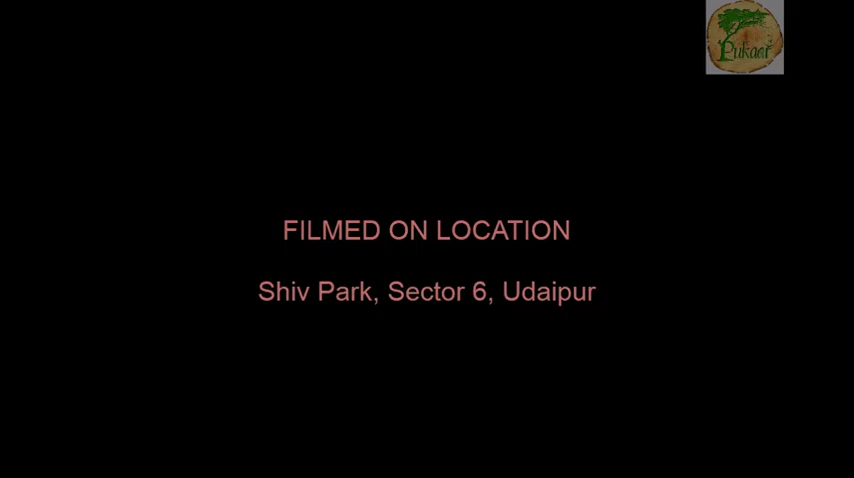 Pukaar
FILMED ON LOCATION
Shiv Park, Sector 6, Udaipur